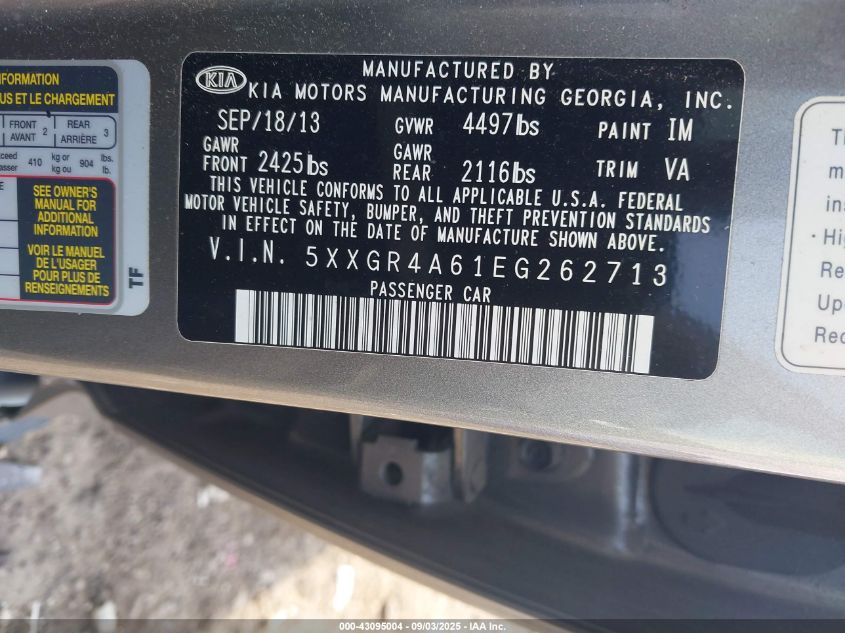 INFORMATION
US ET LE CHARGEMENT
FRONT
AVANT 2
REAR
ARRIÈRE 3
410 kg or
kg ou 904 lbs.
lb.
SEE OWNER'S
MANUAL FOR
ADDITIONAL
INFORMATION
VOIR LE MANUEL
DE L'USAGER
POUR PLUS DE
RENSEIGNEMENTS
TF
KIA
MANUFACTURED BY
KIA MOTORS MANUFACTURING GEORGIA, INC.
SEP/18/13 GVWR 4497lbs PAINT IM
GAWR
FRONT 2425lbs GAWR
REAR 2116lbs TRIM VA
THIS VEHICLE CONFORMS TO ALL APPLICABLE U.S.A. FEDERAL
MOTOR VEHICLE SAFETY, BUMPER, AND THEFT PREVENTION STANDARDS
IN EFFECT ON THE DATE OF MANUFACTURE SHOWN ABOVE.
V.I.N. 5XXGR4A61EG262713
PASSENGER CAR
000-43095004 - 09/03/2025 - IAA Inc.